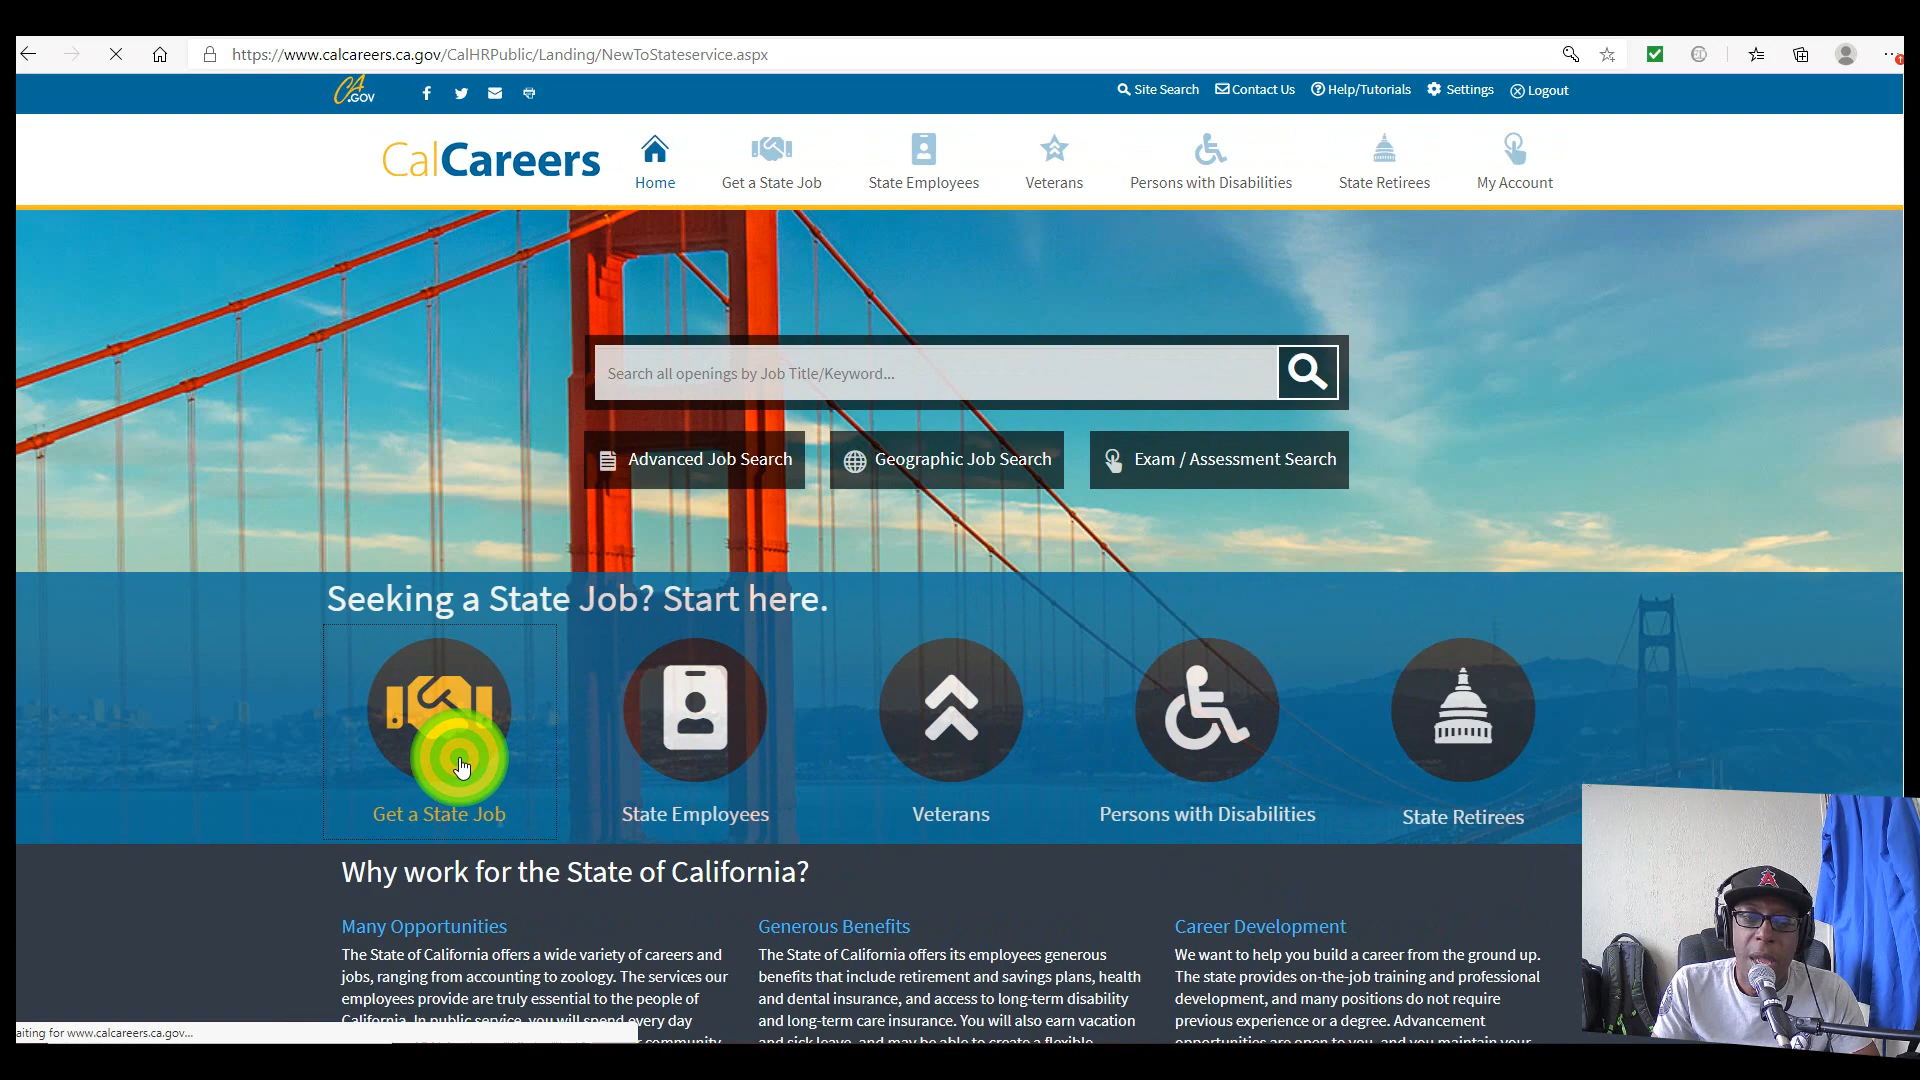 https://www.calcareers.ca.gov/CalHRPublic/Landing/NewToStateservice.aspx
CA.GOV
Site Search Contact Us Help/Tutorials Settings Logout
CalCareers
Home Get a State Job State Employees Veterans Persons with Disabilities State Retirees My Account
Search all openings by Job Title/Keyword...
Advanced Job Search Geographic Job Search Exam / Assessment Search
Seeking a State Job? Start here.
Get a State Job State Employees Veterans Persons with Disabilities State Retirees
Why work for the State of California?
Many Opportunities
The State of California offers a wide variety of careers and
jobs, ranging from accounting to zoology. The services our
employees provide are truly essential to the people of
California. In public service, you will spend every day
community
Generous Benefits
The State of California offers its employees generous
benefits that include retirement and savings plans, health
and dental insurance, and access to long-term disability
and long-term care insurance. You will also earn vacation
and sick leave, and may be able to create a flexible
Career Development
We want to help you build a career from the ground up.
The state provides on-the-job training and professional
development, and many positions do not require
previous experience or a degree. Advancement
opportunities are open to you, and you maintain your
aiting for www.calcareers.ca.gov...
A